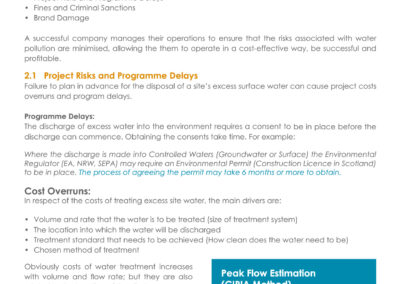 • Fines and Criminal Sanctions
• Brand Damage
A successful company manages their operations to ensure that the risks associated with water
pollution are minimised, allowing them to operate in a cost-effective way, be successful and
profitable.
2.1 Project Risks and Programme Delays
Failure to plan in advance for the disposal of a site's excess surface water can cause project costs
overruns and program delays.
Programme Delays:
The discharge of excess water into the environment requires a consent to be in place before the
discharge can commence. Obtaining the consents take time. For example:
Where the discharge is made into Controlled Waters (Groundwater or Surface) the Environmental
Regulator (EA, NRW, SEPA) may require an Environmental Permit (Construction Licence in Scotland)
to be in place. The process of agreeing the permit may take 6 months or more to obtain.
Cost Overruns:
In respect of the costs of treating excess site water, the main drivers are:
• Volume and rate that the water is to be treated (size of treatment system)
• The location into which the water will be discharged
• Treatment standard that needs to be achieved (How clean does the water need to be)
• Chosen method of treatment
Obviously costs of water treatment increases
with volume and flow rate; but they are also
Peak Flow Estimation